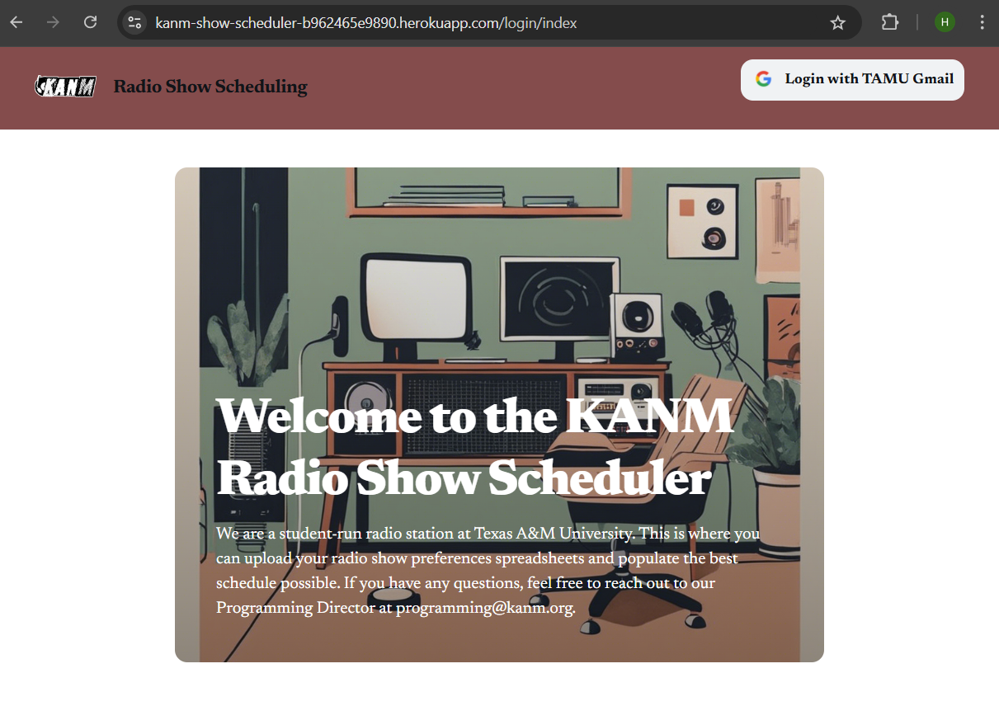 kanm-show-scheduler-b962465e9890.herokuapp.com/login/index
H
KANM
Radio Show Scheduling
Login with TAMU Gmail
Welcome to the KANM
Radio Show Scheduler
We are a student-run radio station at Texas A&M University. This is where you
can upload your radio show preferences spreadsheets and populate the best
schedule possible. If you have any questions, feel free to reach out to our
Programming Director at programming@kanm.org.